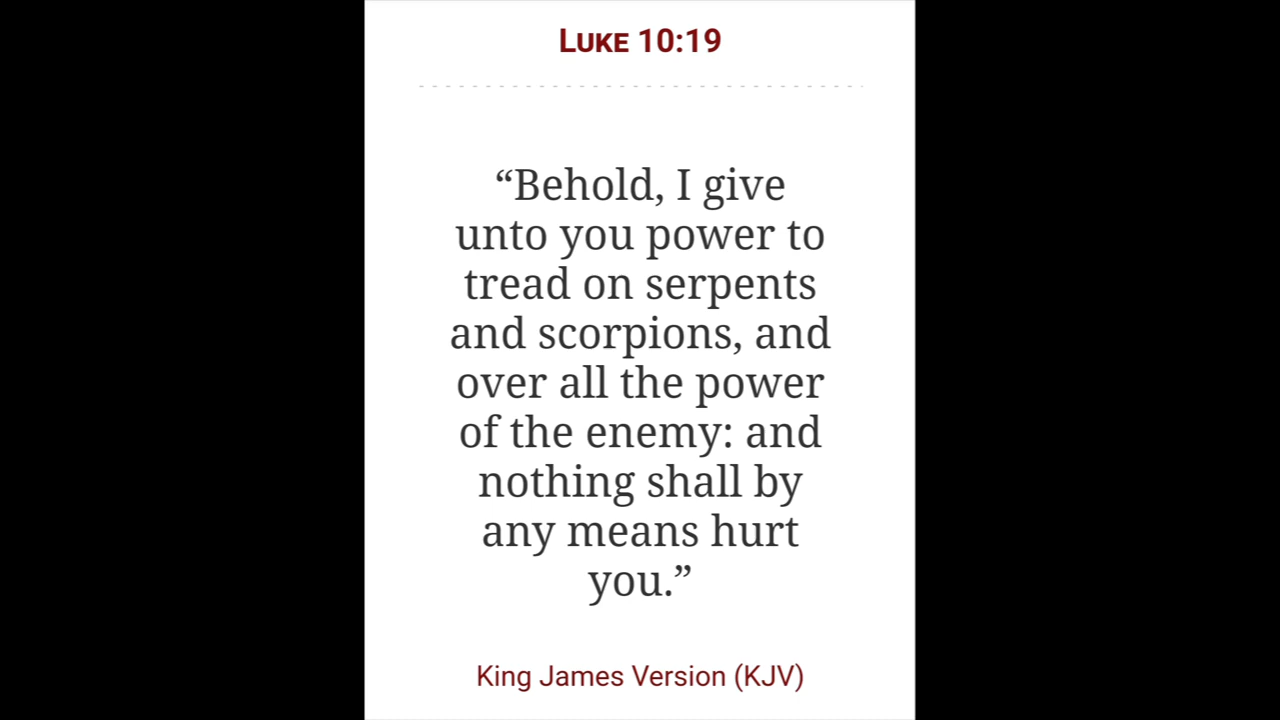 LUKE 10:19
“Behold, I give
unto you power to
tread on serpents
and scorpions, and
over all the power
of the enemy: and
nothing shall by
any means hurt
you.”
King James Version (KJV)